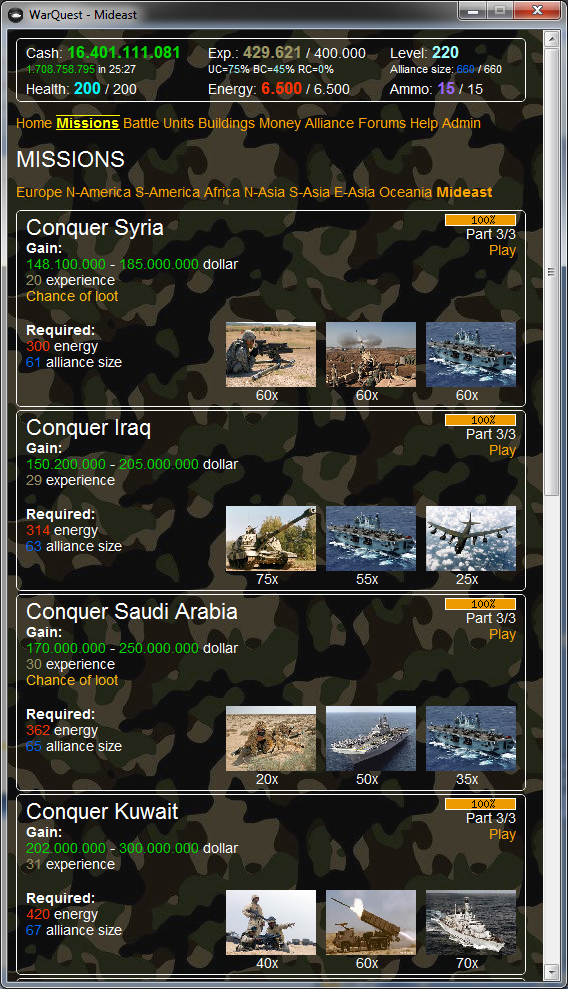 WarQuest - Mideast
Cash: 16.401.111.081 Exp.: 429.621 / 400.000 Level: 220
1.708.758.795 in 25:27 UC=75% BC=45% RC=0% Alliance size: 660 / 660
Health: 200 / 200 Energy: 6.500 / 6.500 Ammo: 15 / 15
Home Missions Battle Units Buildings Money Alliance Forums Help Admin
MISSIONS
Europe N-America S-America Africa N-Asia S-Asia E-Asia Oceania Mideast
Conquer Syria 100%
Gain: Part 3/3
148.100.000 - 185.000.000 dollar Play
20 experience
Chance of loot
Required:
300 energy
61 alliance size
60x 60x 60x
Conquer Iraq 100%
Gain: Part 3/3
150.200.000 - 205.000.000 dollar Play
29 experience
Required:
314 energy
63 alliance size
75x 55x 25x
Conquer Saudi Arabia 100%
Gain: Part 3/3
170.000.000 - 250.000.000 dollar Play
30 experience
Chance of loot
Required:
362 energy
65 alliance size
20x 50x 35x
Conquer Kuwait 100%
Gain: Part 3/3
202.000.000 - 300.000.000 dollar Play
31 experience
Required:
420 energy
67 alliance size
40x 60x 70x